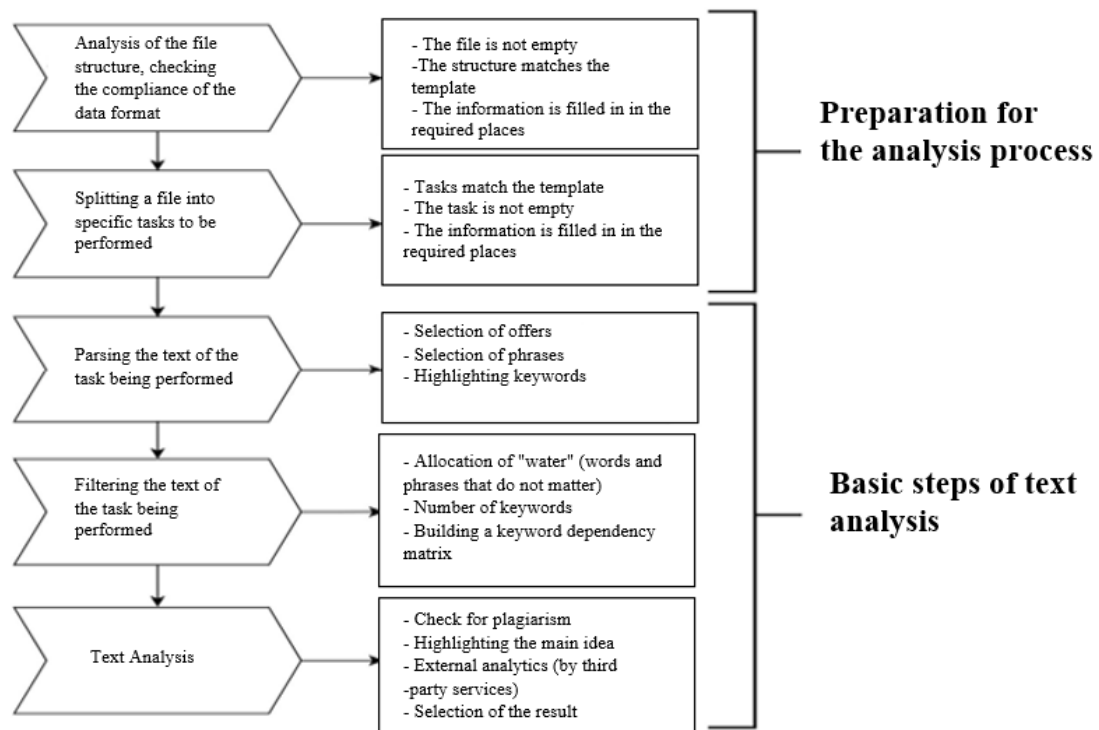 Analysis of the file
structure, checking
the compliance of the
data format
- The file is not empty
-The structure matches the
template
- The information is filled in in the
required places
Preparation for
the analysis process
Splitting a file into
specific tasks to be
performed
- Tasks match the template
- The task is not empty
- The information is filled in in the
required places
Parsing the text of the
task being performed
- Selection of offers
- Selection of phrases
- Highlighting keywords
Filtering the text of
the task being
performed
- Allocation of "water" (words and
phrases that do not matter)
- Number of keywords
- Building a keyword dependency
matrix
Basic steps of text
analysis
Text Analysis
- Check for plagiarism
- Highlighting the main idea
- External analytics (by third
-party services)
- Selection of the result